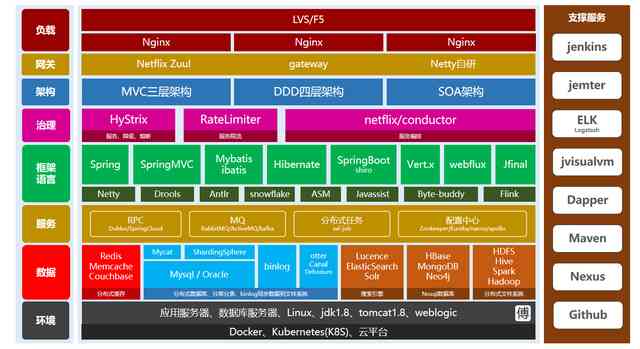 负载
LVS/F5
Nginx
Nginx
Nginx
网关
Netflix Zuul
gateway
Netty自研
架构
MVC三层架构
DDD四层架构
SOA架构
治理
HyStrix
服务、降级、熔断
RateLimiter
服务限流
netflix/conductor
服务编排
框架
语言
Spring
SpringMVC
Mybatis
ibatis
Hibernate
SpringBoot
shiro
Vert.x
webflux
Jfinal
Netty
Drools
Antlr
snowflake
ASM
Javassist
Byte-buddy
Flink
服务
RPC
Dubbo/SpringCloud
MQ
RabbitMQ/ActiveMQ/kafka
分布式任务
xxl-job
配置中心
Zookeeper/Eureka/nacos/apollo
数据
Redis
Memcache
Couchbase
分布式缓存
Mycat
ShardingSphere
Mysql / Oracle
binlog
otter
Canal
Debezium
分布式数据库、分库分表、binlog同步数据到文件系统
Lucence
ElasticSearch
Solr
搜索引擎
HBase
MongoDB
Neo4j
Nosql数据库
HDFS
Hive
Spark
Hadoop
分布式文件系统
环境
应用服务器、数据库服务器、Linux、jdk1.8、tomcat1.8、weblogic
傅
Docker、Kubernetes(K8S)、云平台
支撑服务
jenkins
jemter
ELK
Logstash
jvisualvm
Dapper
Maven
Nexus
Github